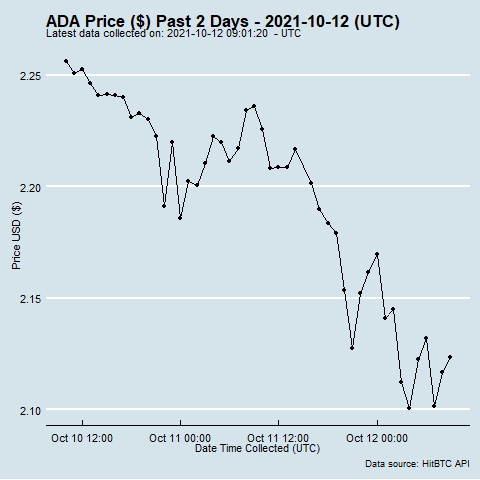 ADA Price ($) Past 2 Days - 2021-10-12 (UTC)
Latest data collected on: 2021-10-12 09:01:20  - UTC
2.25
2.20
2.15
2.10
Price USD ($)
Oct 10 12:00 Oct 11 00:00 Oct 11 12:00 Oct 12 00:00
Date Time Collected (UTC)
Data source: HitBTC API